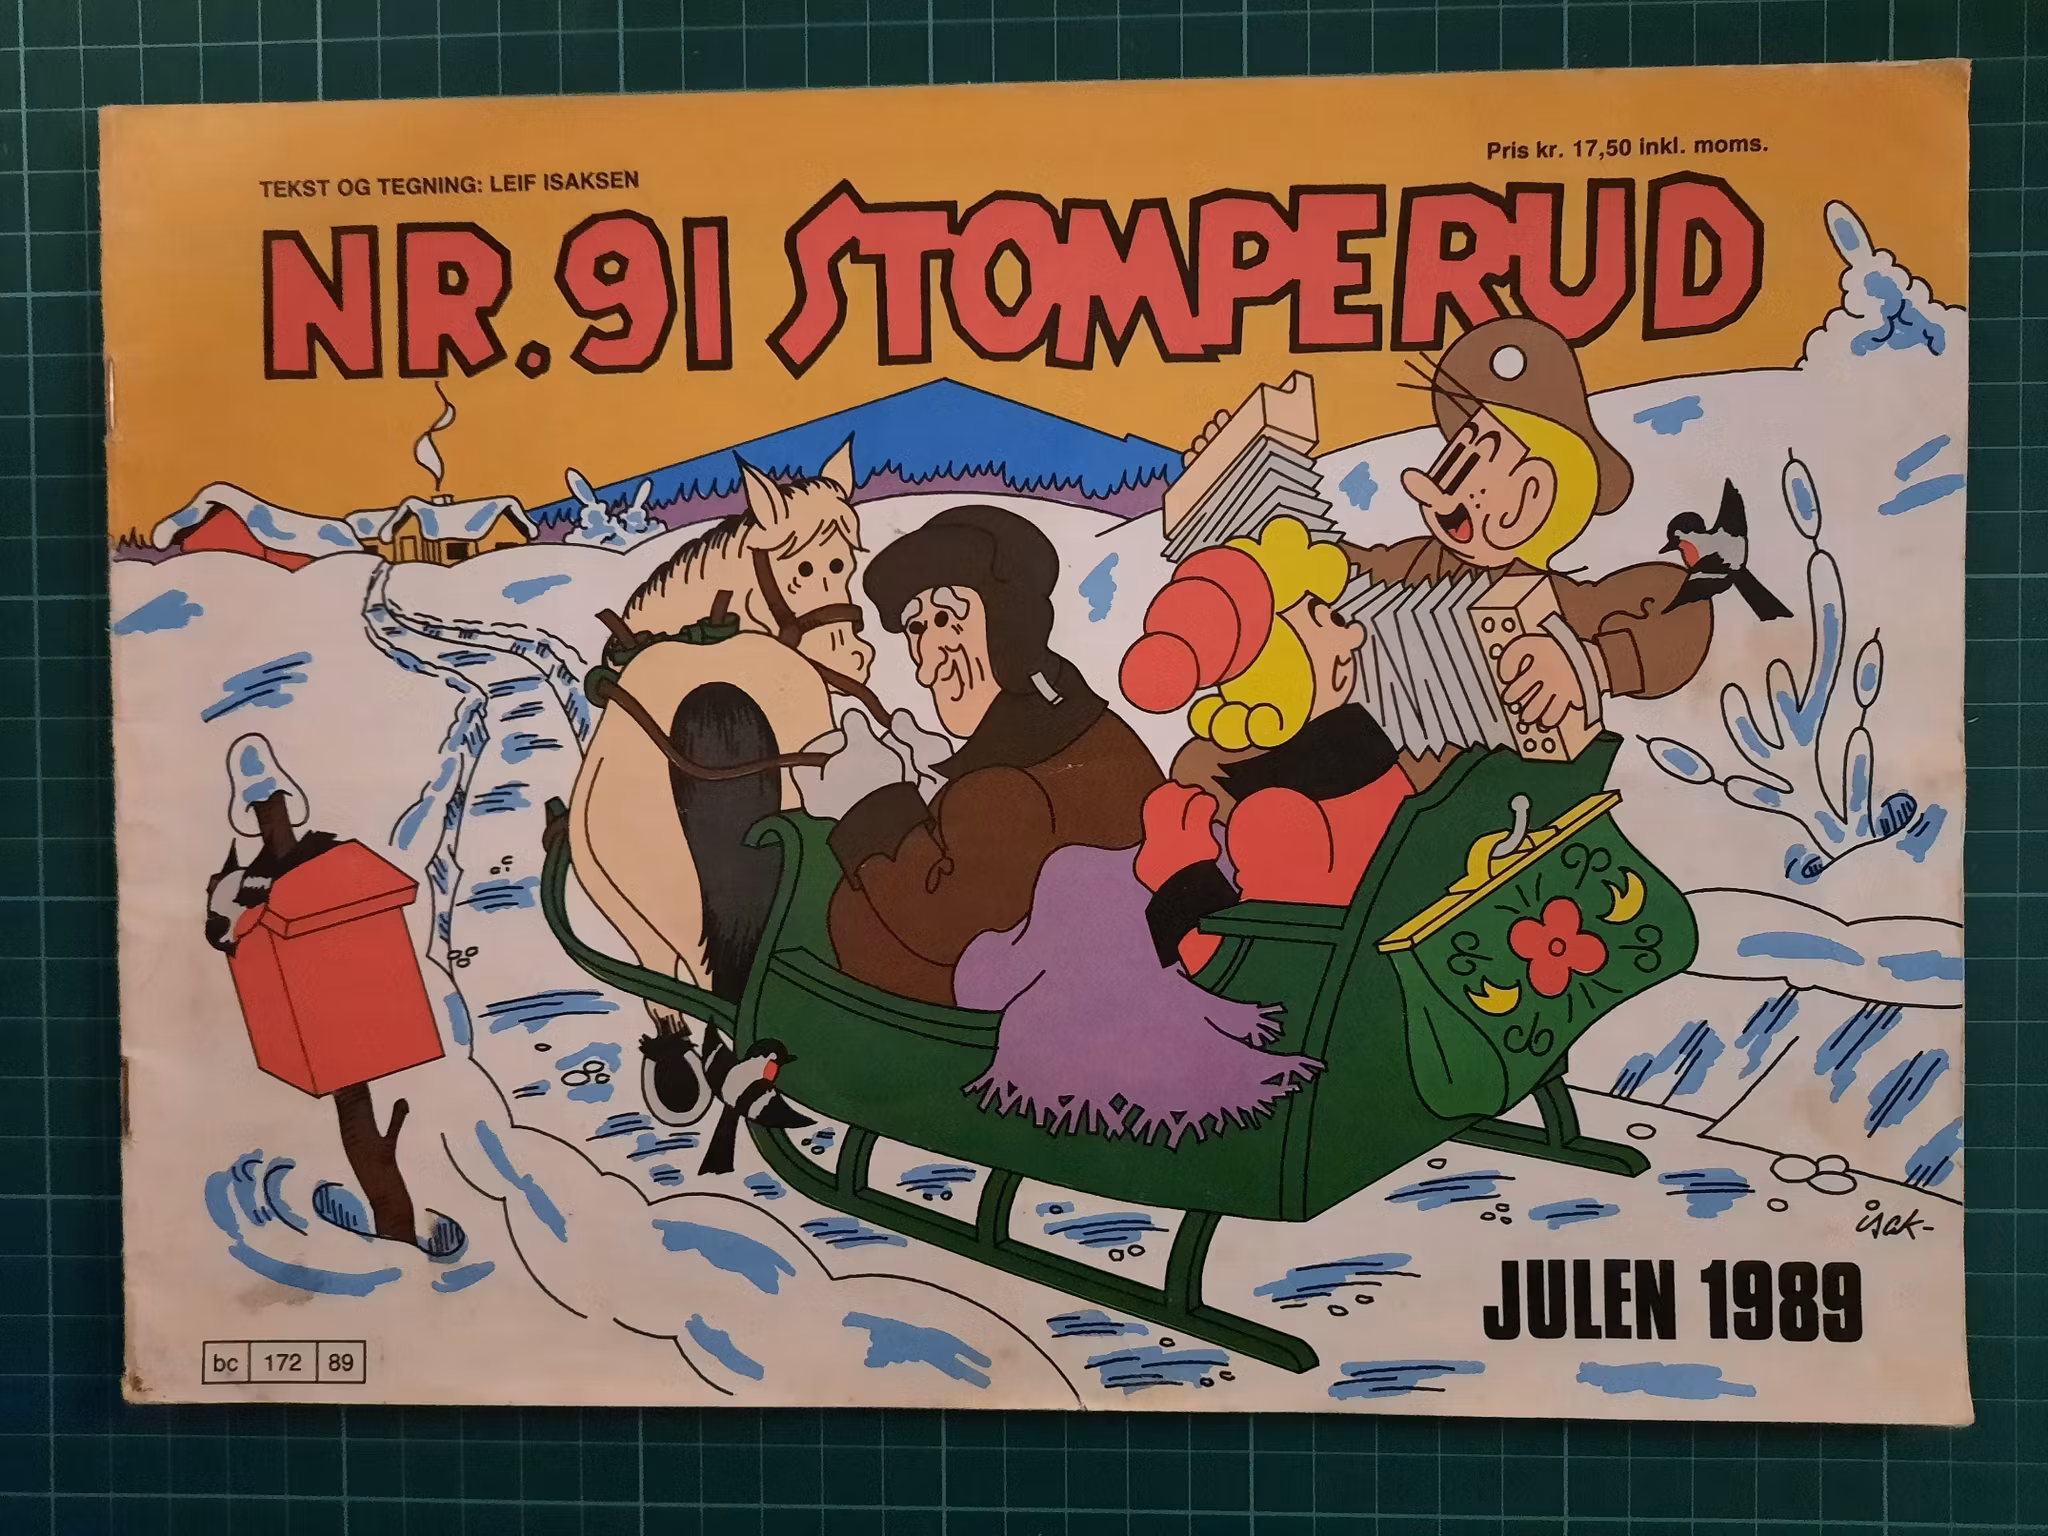 Pris kr. 17,50 inkl. moms.
TEKST OG TEGNING: LEIF ISAKSEN
NR. 91 STOMPERUD
isak-
JULEN 1989
bc 172 89